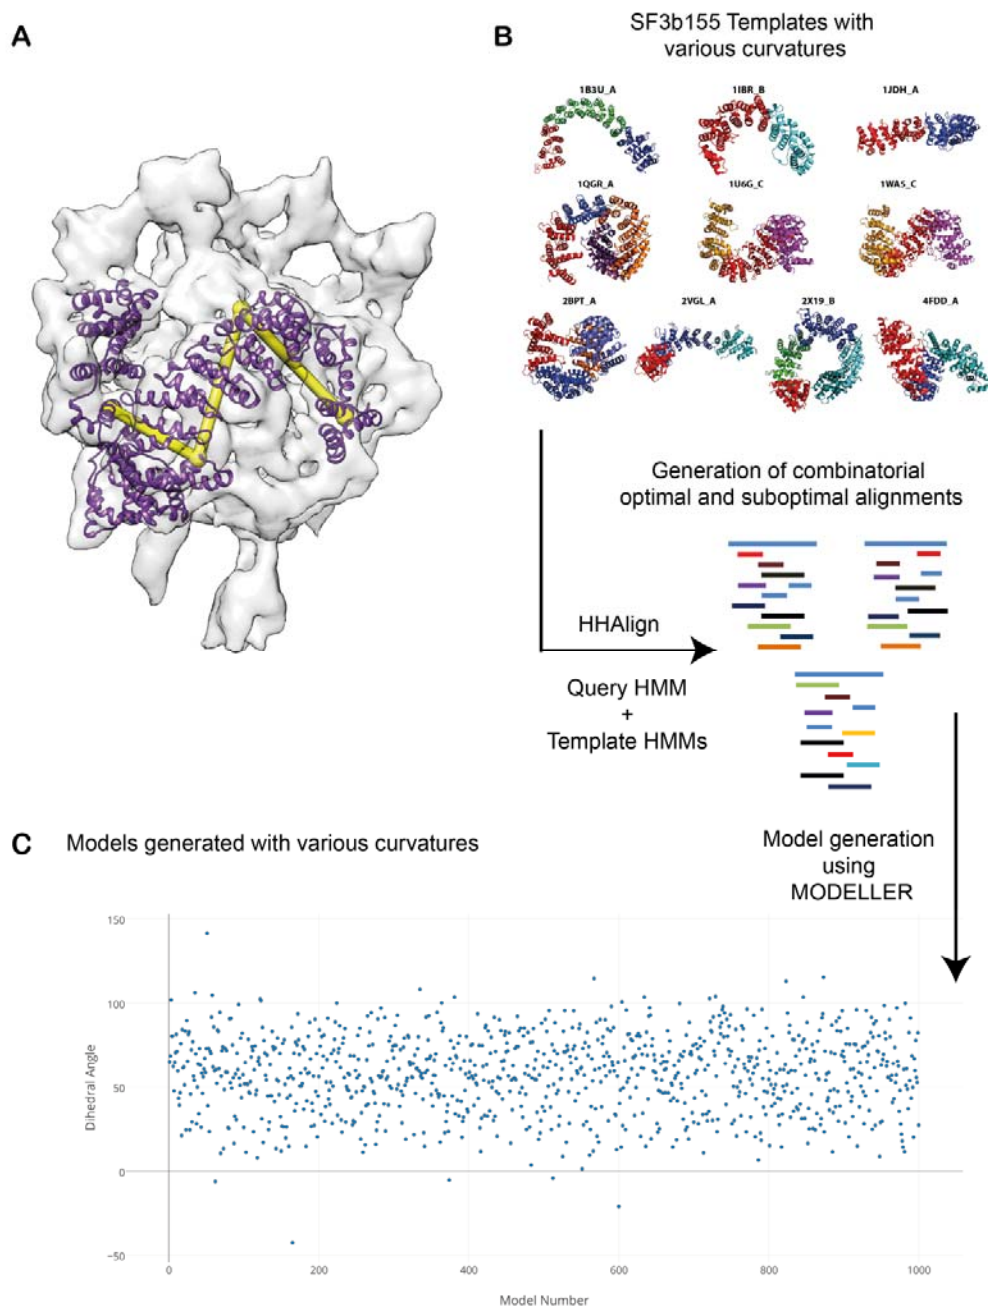 A
B
SF3b155 Templates with
various curvatures
1B3U_A
1IBR_B
1JDH_A
1QGR_A
1U6G_C
1WA5_C
2BPT_A
2VGL_A
2X19_B
4FDD_A
Generation of combinatorial
optimal and suboptimal alignments
HHAlign
Query HMM
+
Template HMMs
Model generation
using
MODELLER
C Models generated with various curvatures
150
100
50
0
−50
Dihedral Angle
0 200 400 600 800 1000
Model Number